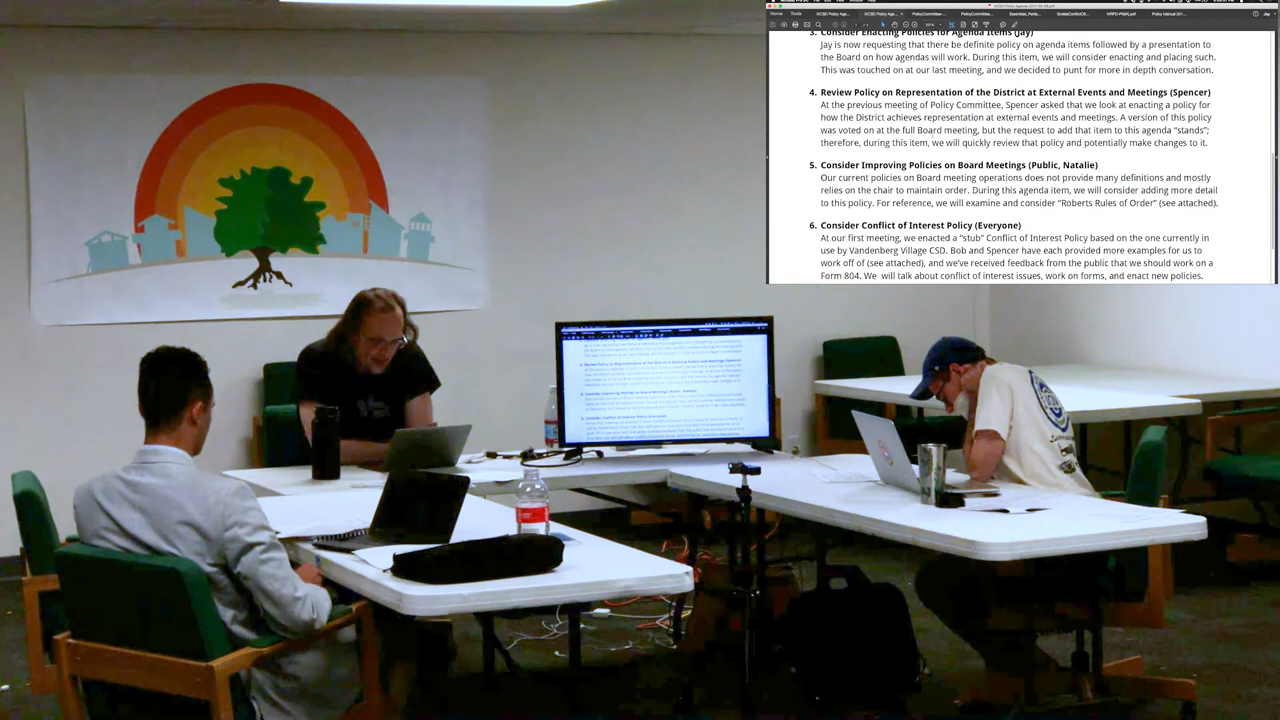 Home Tools
3. Consider Enacting Policies for Agenda Items (Jay)
Jay is now requesting that there be definite policy on agenda items followed by a presentation to
the Board on how agendas will work. During this item, we will consider enacting and placing such.
This was touched on at our last meeting, and we decided to punt for more in depth conversation.
4. Review Policy on Representation of the District at External Events and Meetings (Spencer)
At the previous meeting of Policy Committee, Spencer asked that we look at enacting a policy for
how the District achieves representation at external events and meetings. A version of this policy
was voted on at the full Board meeting, but the request to add that item to this agenda “stands”;
therefore, during this item, we will quickly review that policy and potentially make changes to it.
5. Consider Improving Policies on Board Meetings (Public, Natalie)
Our current policies on Board meeting operations does not provide many definitions and mostly
relies on the chair to maintain order. During this agenda item, we will consider adding more detail
to this policy. For reference, we will examine and consider “Roberts Rules of Order” (see attached).
6. Consider Conflict of Interest Policy (Everyone)
At our first meeting, we enacted a “stub” Conflict of Interest Policy based on the one currently in
use by Vandenberg Village CSD. Bob and Spencer have each provided more examples for us to
work off of (see attached), and we’ve received feedback from the public that we should work on a
Form 804. We will talk about conflict of interest issues, work on forms, and enact new policies.